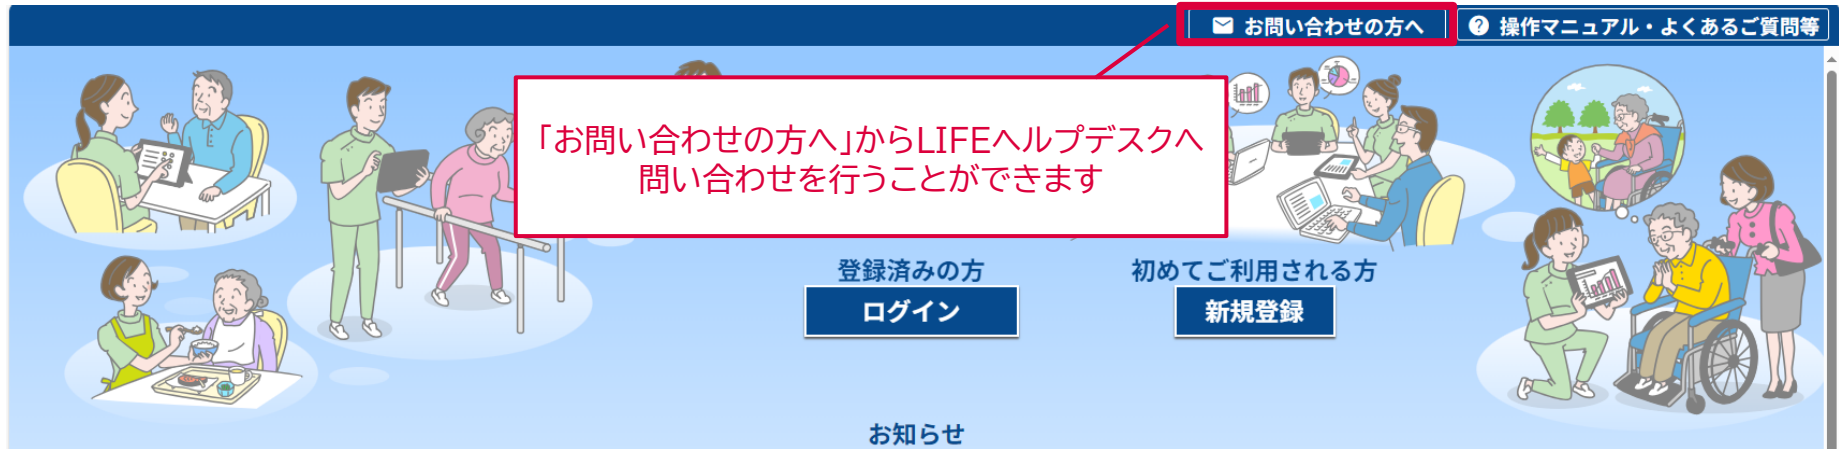 お問い合わせの方へ
操作マニュアル・よくあるご質問等
「お問い合わせの方へ」からLIFEヘルプデスクへ
問い合わせを行うことができます
登録済みの方
初めてご利用される方
ログイン
新規登録
お知らせ